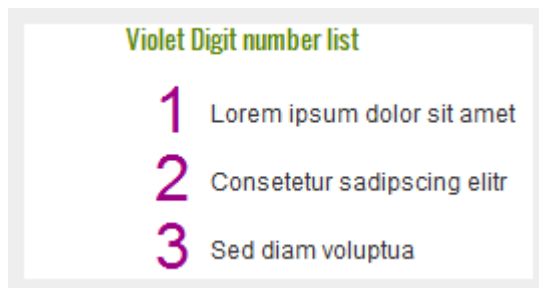 Violet Digit number list
1 Lorem ipsum dolor sit amet
2 Consetetur sadipscing elitr
3 Sed diam voluptua